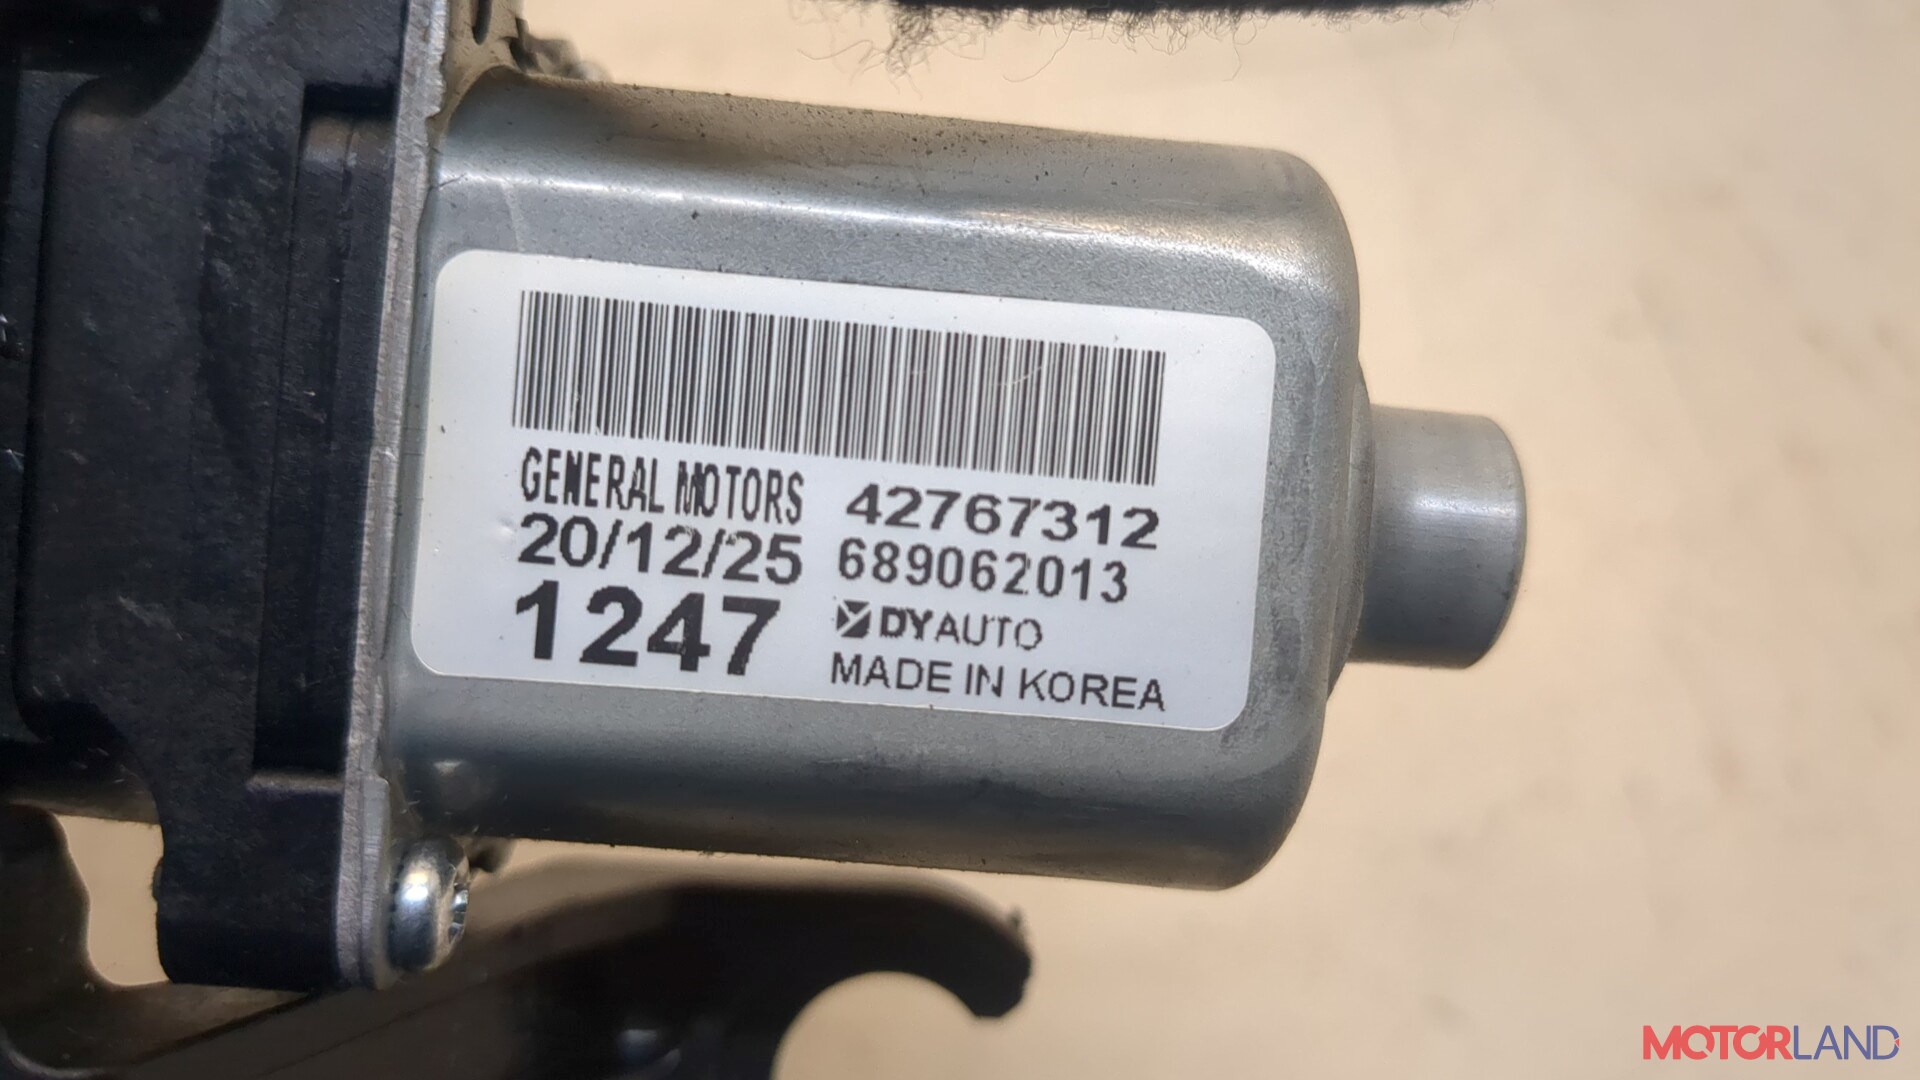 GENERAL MOTORS 42767312
20/12/25 689062013
1247 DYAUTO
MADE IN KOREA
MOTORLAND